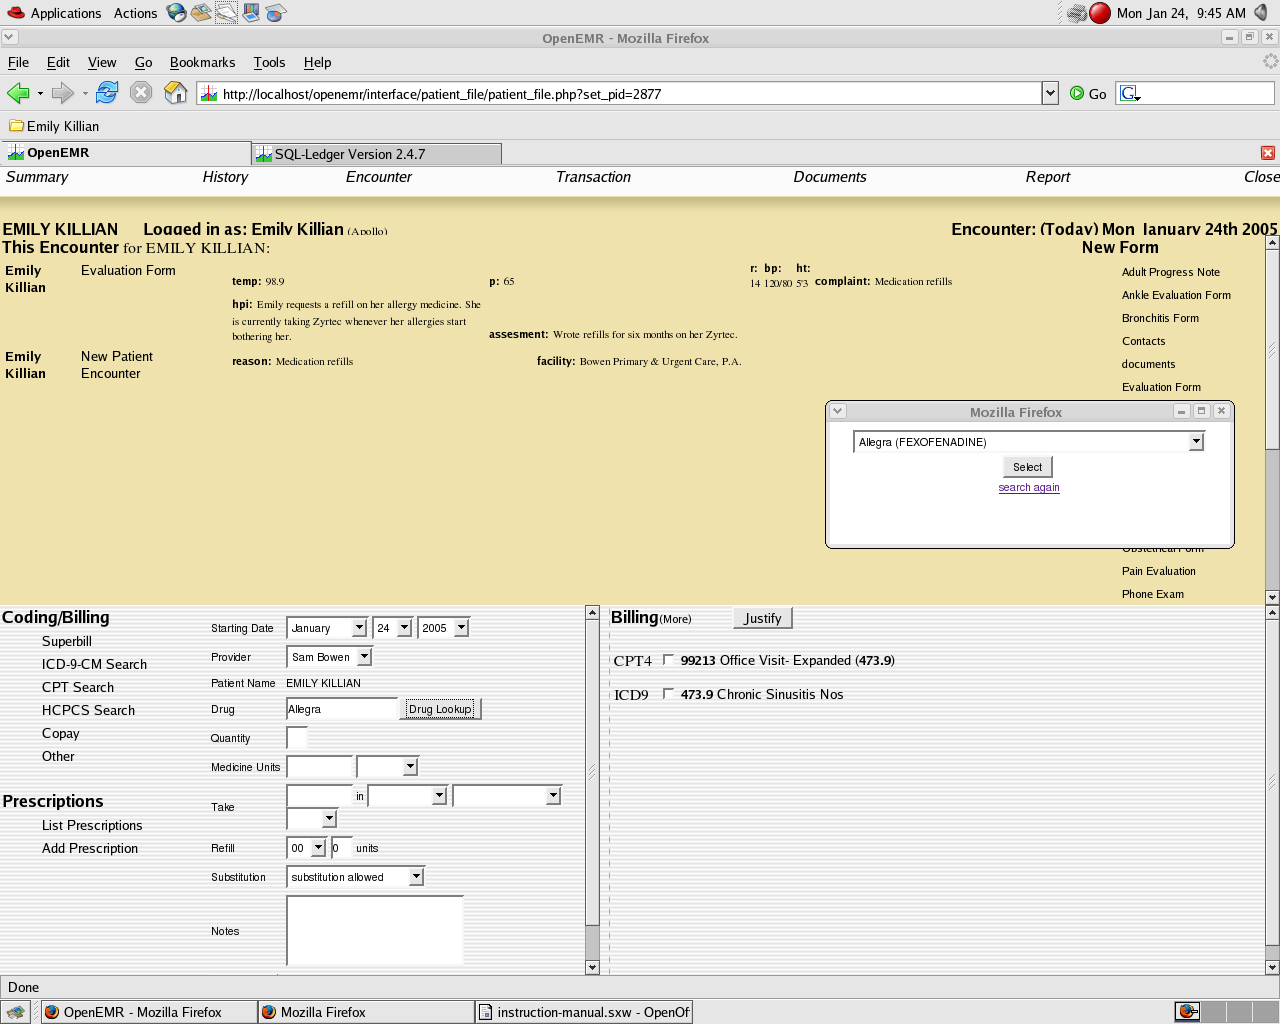 Applications Actions Mon Jan 24, 9:45 AM
OpenEMR - Mozilla Firefox
File Edit View Go Bookmarks Tools Help
http://localhost/openemr/interface/patient_file/patient_file.php?set_pid=2877 Go G
Emily Killian
OpenEMR SQL-Ledger Version 2.4.7
Summary History Encounter Transaction Documents Report Close
EMILY KILLIAN Logged in as: Emily Killian (Apollo) Encounter: (Today) Mon January 24th 2005
This Encounter for EMILY KILLIAN: New Form
Emily Killian Evaluation Form
temp: 98.9 p: 65 r: 14 bp: 120/80 ht: 5'3 complaint: Medication refills
hpi: Emily requests a refill on her allergy medicine. She
is currently taking Zyrtec whenever her allergies start
bothering her.
assesment: Wrote refills for six months on her Zyrtec.
Emily Killian New Patient Encounter
reason: Medication refills facility: Bowen Primary & Urgent Care, P.A.
Adult Progress Note
Ankle Evaluation Form
Bronchitis Form
Contacts
documents
Evaluation Form
Mozilla Firefox
Allegra (FEXOFENADINE)
Select
search again
Obstetrical Form
Pain Evaluation
Phone Exam
Coding/Billing
Superbill
ICD-9-CM Search
CPT Search
HCPCS Search
Copay
Other
Prescriptions
List Prescriptions
Add Prescription
Starting Date January 24 2005
Provider Sam Bowen
Patient Name EMILY KILLIAN
Drug Allegra Drug Lookup
Quantity
Medicine Units
Take in
Refill 00 0 units
Substitution substitution allowed
Notes
Billing(More) Justify
CPT4 99213 Office Visit- Expanded (473.9)
ICD9 473.9 Chronic Sinusitis Nos
Done
OpenEMR - Mozilla Firefox Mozilla Firefox instruction-manual.sxw - OpenOf